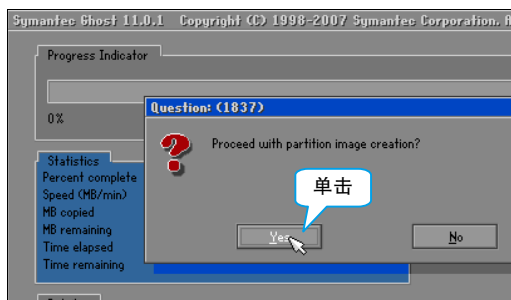 Symantec Ghost 11.0.1 Copyright (C) 1998-2007 Symantec Corporation.
Progress Indicator
0%
Question: (1837)
Proceed with partition image creation?
单击
Yes
No
Statistics
Percent complete
Speed (MB/min)
MB copied
MB remaining
Time elapsed
Time remaining